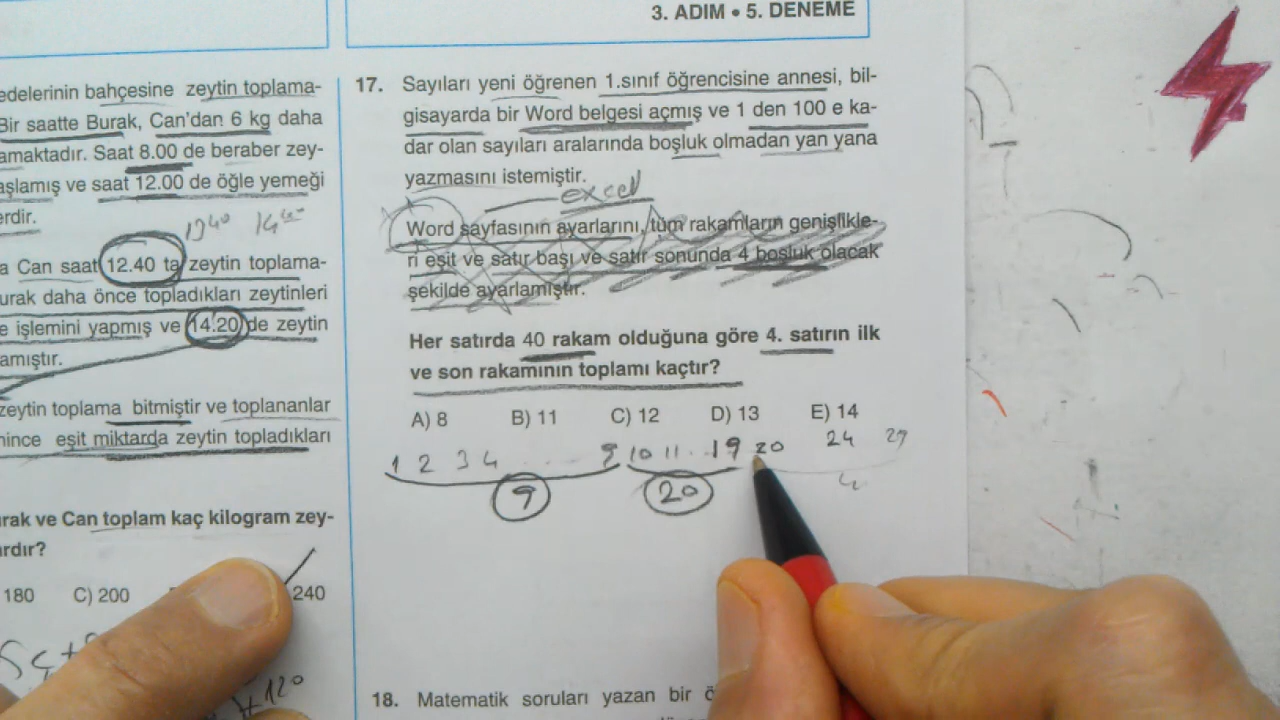 3. ADIM • 5. DENEME
edelerinin bahçesine zeytin toplama-
Bir saatte Burak, Can'dan 6 kg daha
amaktadır. Saat 8.00 de beraber zey-
aşlamış ve saat 12.00 de öğle yemeği
erdir.
a Can saat 12.40 ta zeytin toplama-
urak daha önce topladıkları zeytinleri
e işlemini yapmış ve 14.20 de zeytin
amıştır.
zeytin toplama bitmiştir ve toplananlar
nince eşit miktarda zeytin topladıkları
urak ve Can toplam kaç kilogram zey-
ırdır?
180 C) 200 240
+120
17. Sayıları yeni öğrenen 1.sınıf öğrencisine annesi, bil-
gisayarda bir Word belgesi açmış ve 1 den 100 e ka-
dar olan sayıları aralarında boşluk olmadan yan yana
yazmasını istemiştir.
excel
Word sayfasının ayarlarını, tüm rakamların genişlikle-
ri eşit ve satır başı ve satır sonunda 4 boşluk olacak
şekilde ayarlamıştır.
Her satırda 40 rakam olduğuna göre 4. satırın ilk
ve son rakamının toplamı kaçtır?
A) 8 B) 11 C) 12 D) 13 E) 14
1 2 3 4 . . . . 9 10 11 . . 19 20 24 29
9 20
18. Matematik soruları yazan bir ö